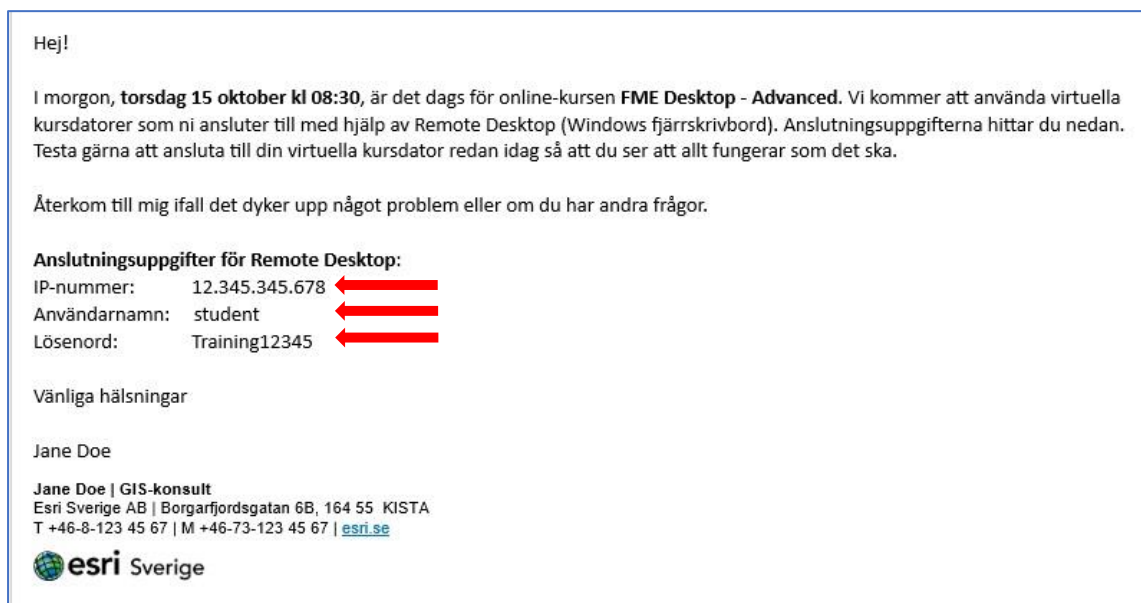 Hej!
I morgon, torsdag 15 oktober kl 08:30, är det dags för online-kursen FME Desktop - Advanced. Vi kommer att använda virtuella
kursdatorer som ni ansluter till med hjälp av Remote Desktop (Windows fjärrskrivbord). Anslutningsuppgifterna hittar du nedan.
Testa gärna att ansluta till din virtuella kursdator redan idag så att du ser att allt fungerar som det ska.
Återkom till mig ifall det dyker upp något problem eller om du har andra frågor.
Anslutningsuppgifter för Remote Desktop:
IP-nummer: 12.345.345.678
Användarnamn: student
Lösenord: Training12345
Vänliga hälsningar
Jane Doe
Jane Doe | GIS-konsult
Esri Sverige AB | Borgarfjordsgatan 6B, 164 55 KISTA
T +46-8-123 45 67 | M +46-73-123 45 67 | esri.se
esri Sverige